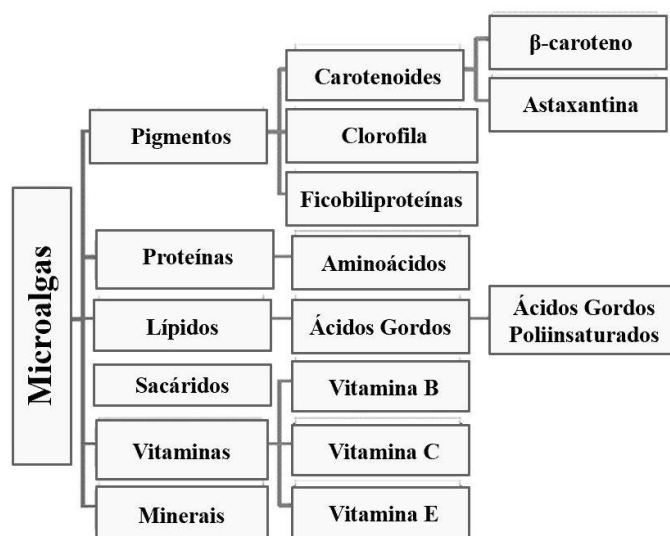 Microalgas
Pigmentos
Carotenoides
β-caroteno
Astaxantina
Clorofila
Ficobiliproteínas
Proteínas
Aminoácidos
Lípidos
Ácidos Gordos
Ácidos Gordos
Poliinsaturados
Sacáridos
Vitaminas
Vitamina B
Vitamina C
Vitamina E
Minerais